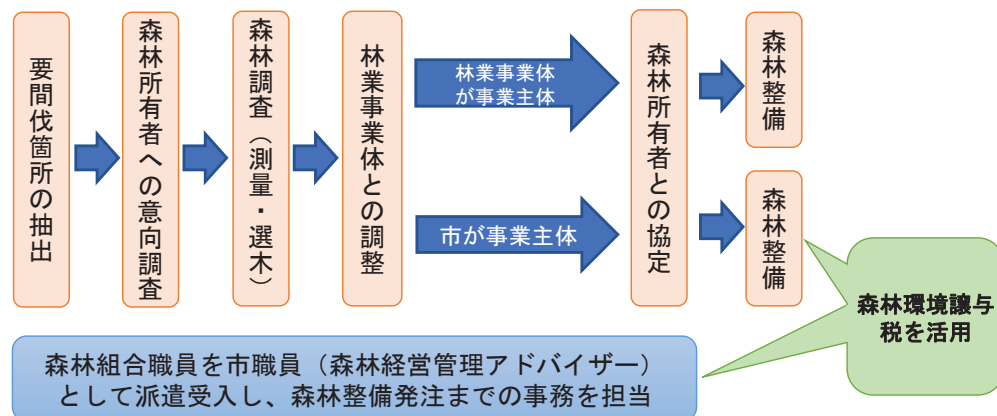 要間伐箇所の抽出
森林所有者への意向調査
森林調査（測量・選木）
林業事業体との調整
林業事業体
が事業主体
市が事業主体
森林所有者との協定
森林整備
森林整備
森林環境譲与
税を活用
森林組合職員を市職員（森林経営管理アドバイザー）
として派遣受入し、森林整備発注までの事務を担当